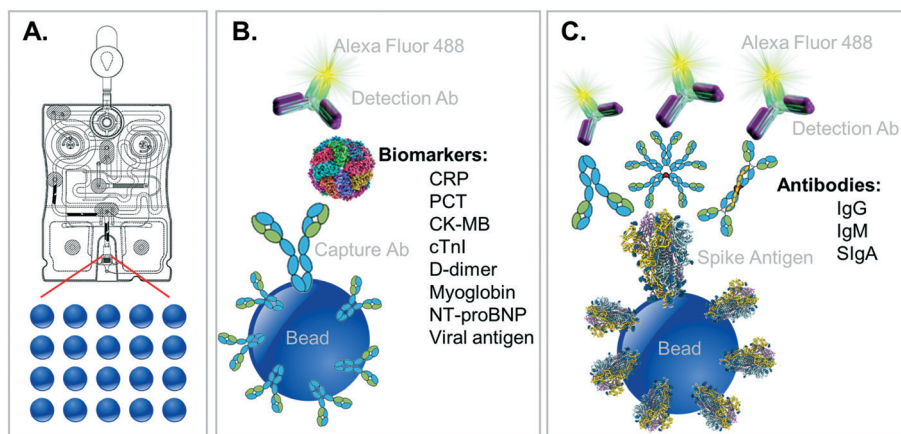 A.
B.
Alexa Fluor 488
Detection Ab
Biomarkers:
CRP
PCT
CK-MB
cTnI
D-dimer
Myoglobin
NT-proBNP
Viral antigen
Capture Ab
Bead
C.
Alexa Fluor 488
Detection Ab
Antibodies:
IgG
IgM
SIgA
Spike Antigen
Bead